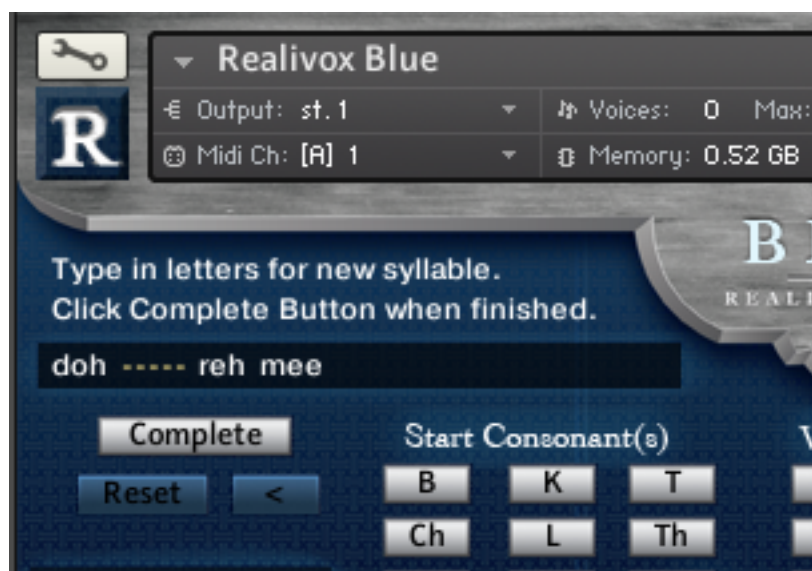 Realivox Blue
Output: st. 1
Voices: 0 Max:
R
Midi Ch: [A] 1
Memory: 0.52 GB
B
Type in letters for new syllable.
REAL
Click Complete Button when finished.
doh ----- reh mee
Complete
Start Consonant(s)
V
Reset
<
B K T
Ch L Th